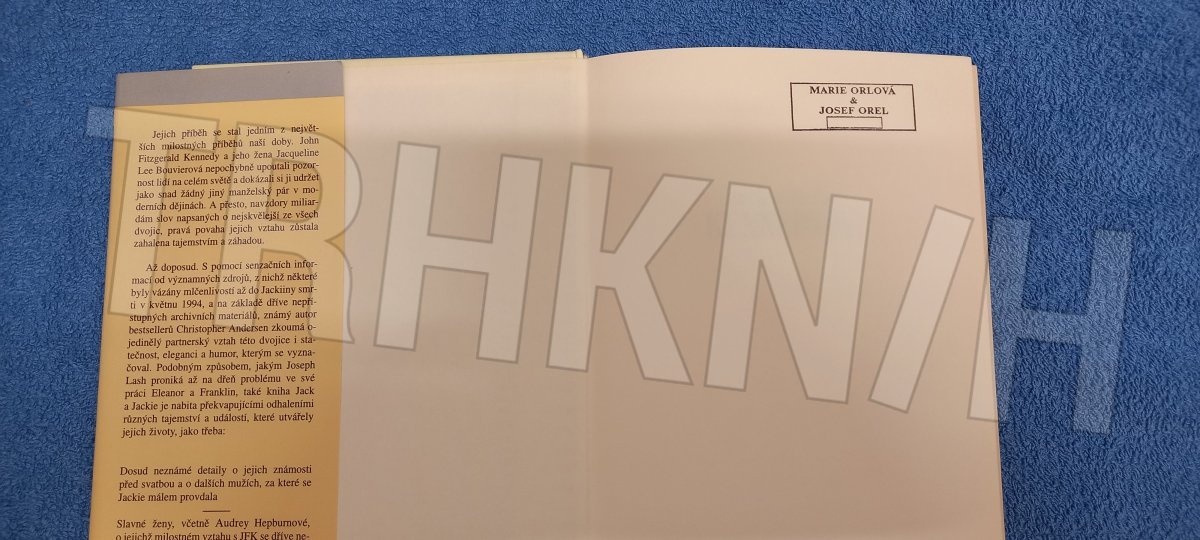 Jejich příběh se stal jedním z největ-
ších milostných příběhů naší doby. John
Fitzgerald Kennedy a jeho žena Jacqueline
Lee Bouvierová nepochybně upoutali pozor-
nost lidí na celém světě a dokázali si ji udržet
jako snad žádný jiný manželský pár v mo-
derních dějinách. A přesto, navzdory miliar-
dám slov napsaných o nejskvělejší ze všech
dvojic, pravá povaha jejich vztahu zůstala
zahalena tajemstvím a záhadou.
Až doposud. S pomocí senzačních infor-
mací od významných zdrojů, z nichž některé
byly vázány mlčenlivostí až do Jackiiny smr-
ti v květnu 1994, a na základě dříve nepří-
stupných archivních materiálů, známý autor
bestsellerů Christopher Andersen zkoumá o-
jedinělý partnerský vztah této dvojice i sta-
tečnost, eleganci a humor, kterým se vyzna-
čoval. Podobným způsobem, jakým Joseph
Lash proniká až na dřeň problému ve své
práci Eleanor a Franklin, také kniha Jack
a Jackie je nabita překvapujícími odhaleními
různých tajemství a událostí, které utvářely
jejich životy, jako třeba:
Dosud neznámé detaily o jejich známosti
před svatbou a o dalších mužích, za které se
Jackie málem provdala
Slavné ženy, včetně Audrey Hepburnové,
o jejichž milostném vztahu s JFK se dříve ne-
MARIE ORLOVÁ
&
JOSEF OREL
TRHKNIH